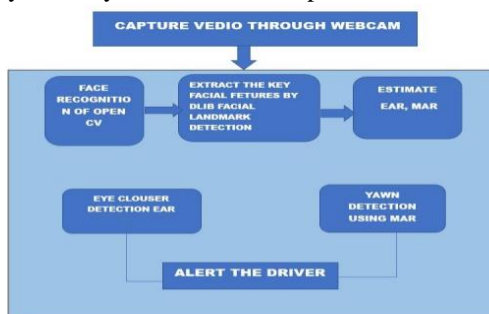 CAPTURE VEDIO THROUGH WEBCAM
FACE
RECOGNITIO
N OF OPEN
CV
EXTRACT THE KEY
FACIAL FETURES BY
DLIB FACIAL
LANDMARK
DETECTION
ESTIMATE
EAR, MAR
EYE CLOUSER
DETECTION EAR
YAWN
DETECTION
USING MAR
ALERT THE DRIVER